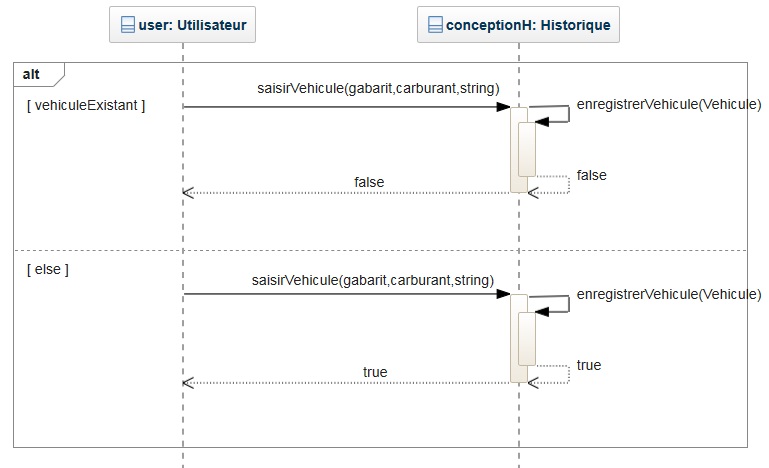 user: Utilisateur
conceptionH: Historique
alt
[ vehiculeExistant ]
saisirVehicule(gabarit,carburant,string)
enregistrerVehicule(Vehicule)
false
false
[ else ]
saisirVehicule(gabarit,carburant,string)
enregistrerVehicule(Vehicule)
true
true